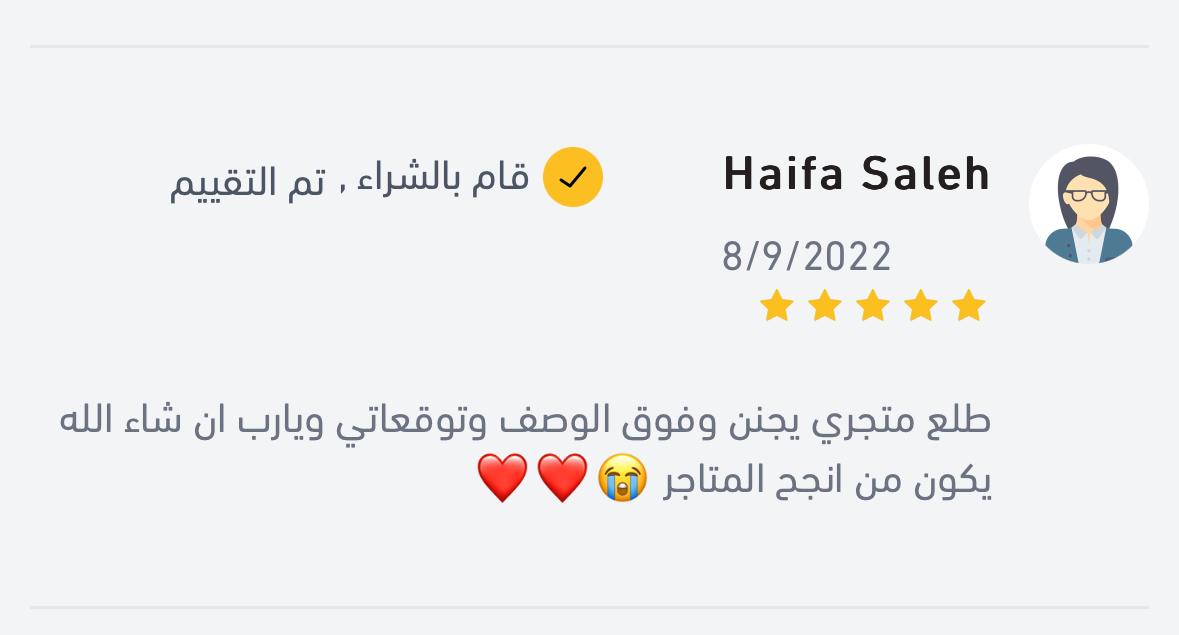 Haifa Saleh
قام بالشراء , تم التقييم
8/9/2022
طلع متجري يجنن وفوق الوصف وتوقعاتي ويارب ان شاء الله
يكون من انجح المتاجر 😭❤️❤️